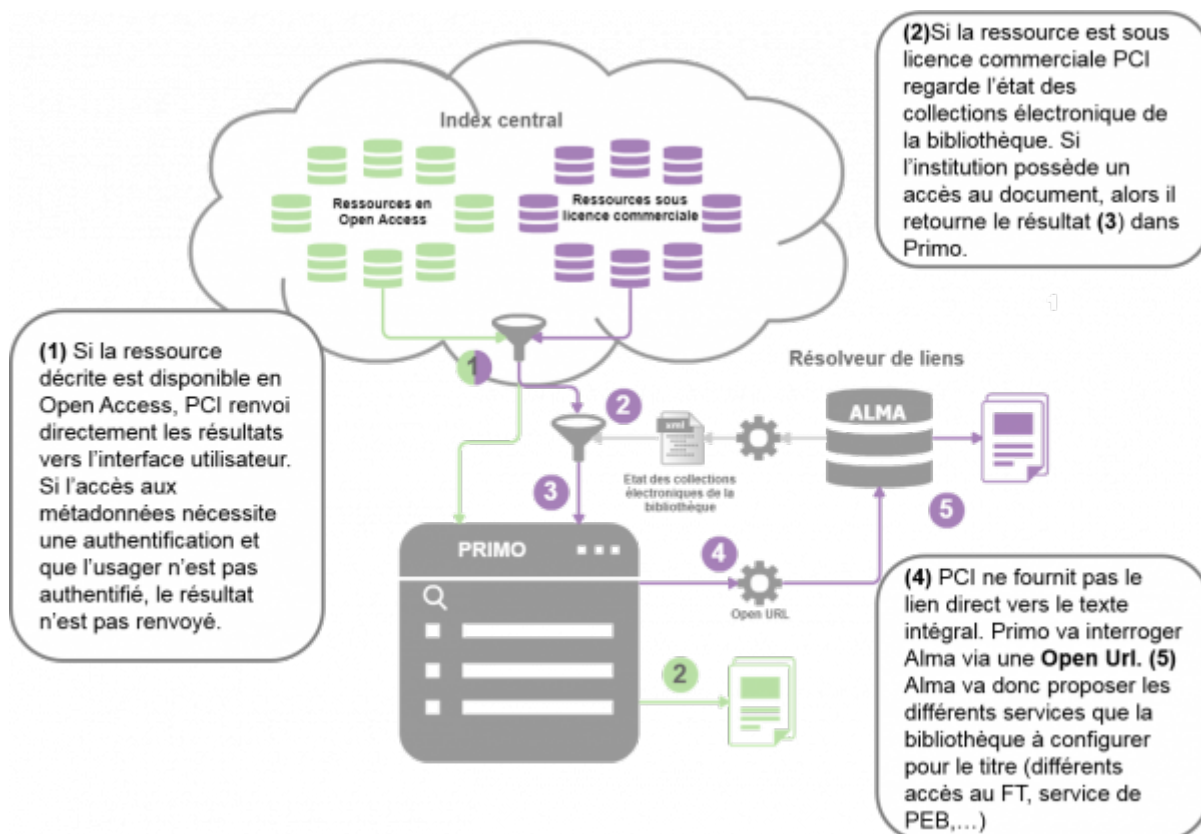 (2)Si la ressource est sous
licence commerciale PCI
regarde l'état des
collections électronique de
la bibliothèque. Si
l'institution possède un
accès au document, alors il
retourne le résultat (3) dans
Primo.
Index central
Ressources en
Open Access
Ressources sous
licence commerciale
(1) Si la ressource
décrite est disponible en
Open Access, PCI renvoi
directement les résultats
vers l'interface utilisateur.
Si l'accès aux
métadonnées nécessite
une authentification et
que l'usager n'est pas
authentifié, le résultat
n'est pas renvoyé.
1
Résolveur de liens
2
xml
ALMA
Etat des collections
électroniques de la
bibliothèque
3
5
PRIMO
4
Open URL
2
(4) PCI ne fournit pas le
lien direct vers le texte
intégral. Primo va interroger
Alma via une Open Url. (5)
Alma va donc proposer les
différents services que la
bibliothèque à configurer
pour le titre (différents
accès au FT, service de
PEB,...)